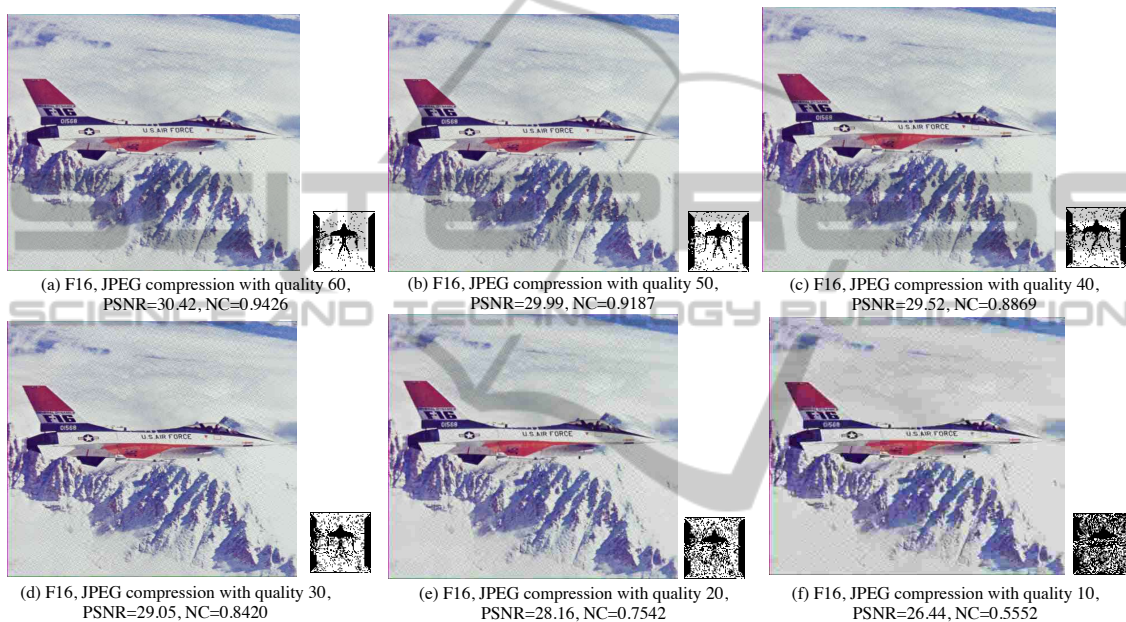 F16
01568
U.S. AIR FORCE
F16
01568
U.S. AIR FORCE
F16
01568
U.S. AIR FORCE
(a) F16, JPEG compression with quality 60,
PSNR=30.42, NC=0.9426
(b) F16, JPEG compression with quality 50,
PSNR=29.99, NC=0.9187
(c) F16, JPEG compression with quality 40,
PSNR=29.52, NC=0.8869
SCITEPRESS
SCIENCE AND TECHNOLOGY PUBLICATION
F16
01568
U.S. AIR FORCE
F16
01568
U.S. AIR FORCE
F16
01568
U.S. AIR FORCE
(d) F16, JPEG compression with quality 30,
PSNR=29.05, NC=0.8420
(e) F16, JPEG compression with quality 20,
PSNR=28.16, NC=0.7542
(f) F16, JPEG compression with quality 10,
PSNR=26.44, NC=0.5552